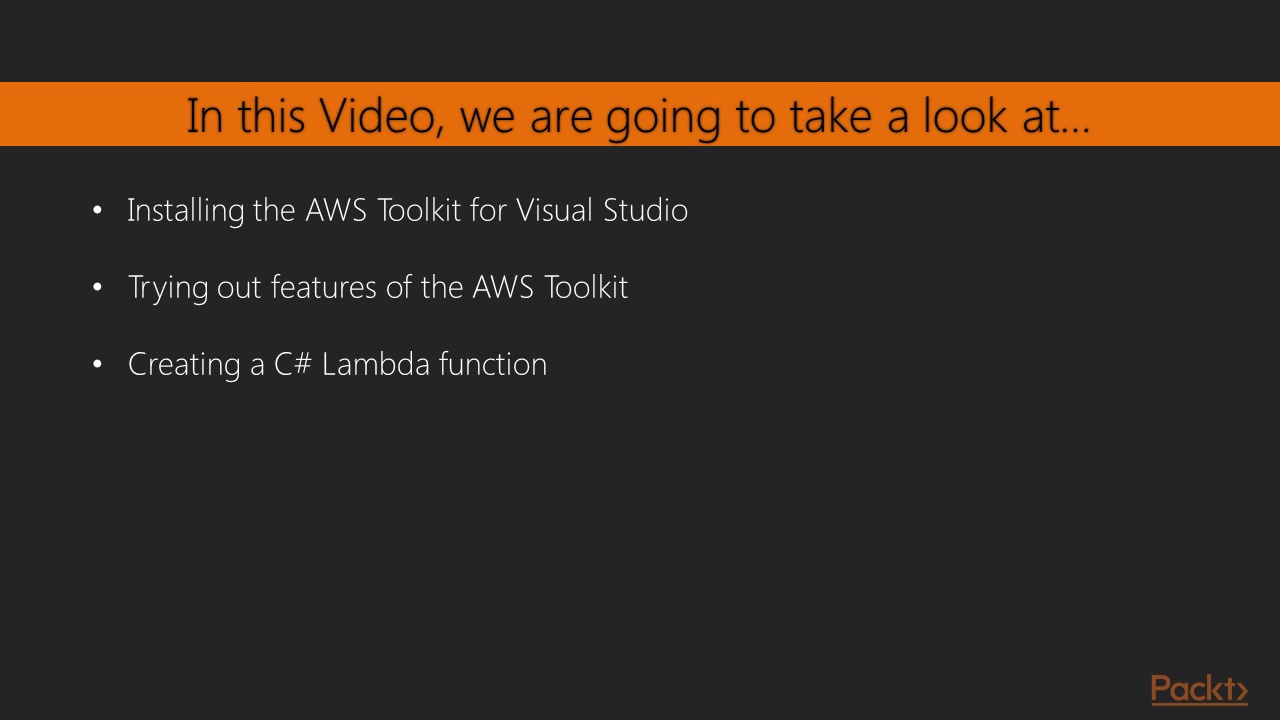 In this Video, we are going to take a look at...
• Installing the AWS Toolkit for Visual Studio
• Trying out features of the AWS Toolkit
• Creating a C# Lambda function
Packt>